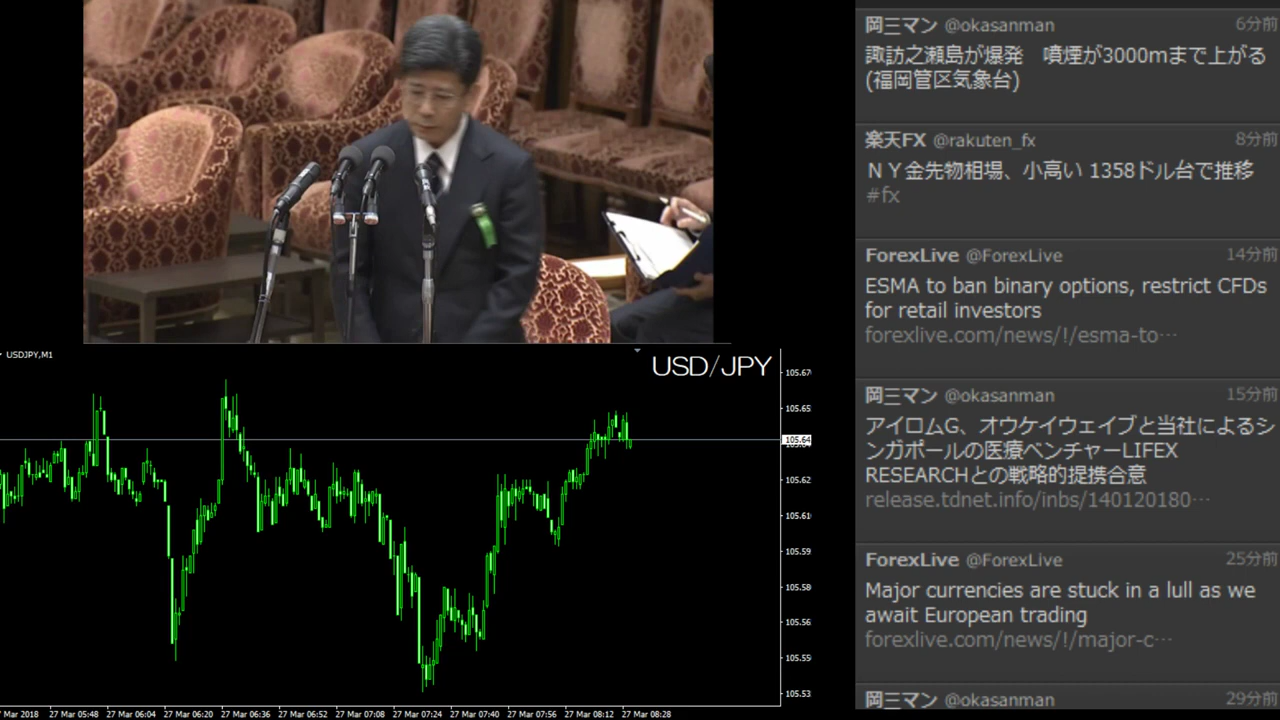 USDJPY,M1
USD/JPY
105.67
105.65
105.64
105.62
105.61
105.59
105.58
105.56
105.55
105.53
Mar 2018
27 Mar 05:48
27 Mar 06:04
27 Mar 06:20
27 Mar 06:36
27 Mar 06:52
27 Mar 07:08
27 Mar 07:24
27 Mar 07:40
27 Mar 07:56
27 Mar 08:12
27 Mar 08:28
岡三マン @okasanman 6分前
諏訪之瀬島が爆発 噴煙が3000mまで上がる
(福岡管区気象台)
楽天FX @rakuten_fx 8分前
ＮＹ金先物相場、小高い 1358ドル台で推移
#fx
ForexLive @ForexLive 14分前
ESMA to ban binary options, restrict CFDs
for retail investors
forexlive.com/news/!/esma-to…
岡三マン @okasanman 15分前
アイロムG、オウケイウェイブと当社によるシ
ンガポールの医療ベンチャーLIFEX
RESEARCHとの戦略的提携合意
release.tdnet.info/inbs/140120180…
ForexLive @ForexLive 25分前
Major currencies are stuck in a lull as we
await European trading
forexlive.com/news/!/major-c…
岡三マン @okasanman 29分前